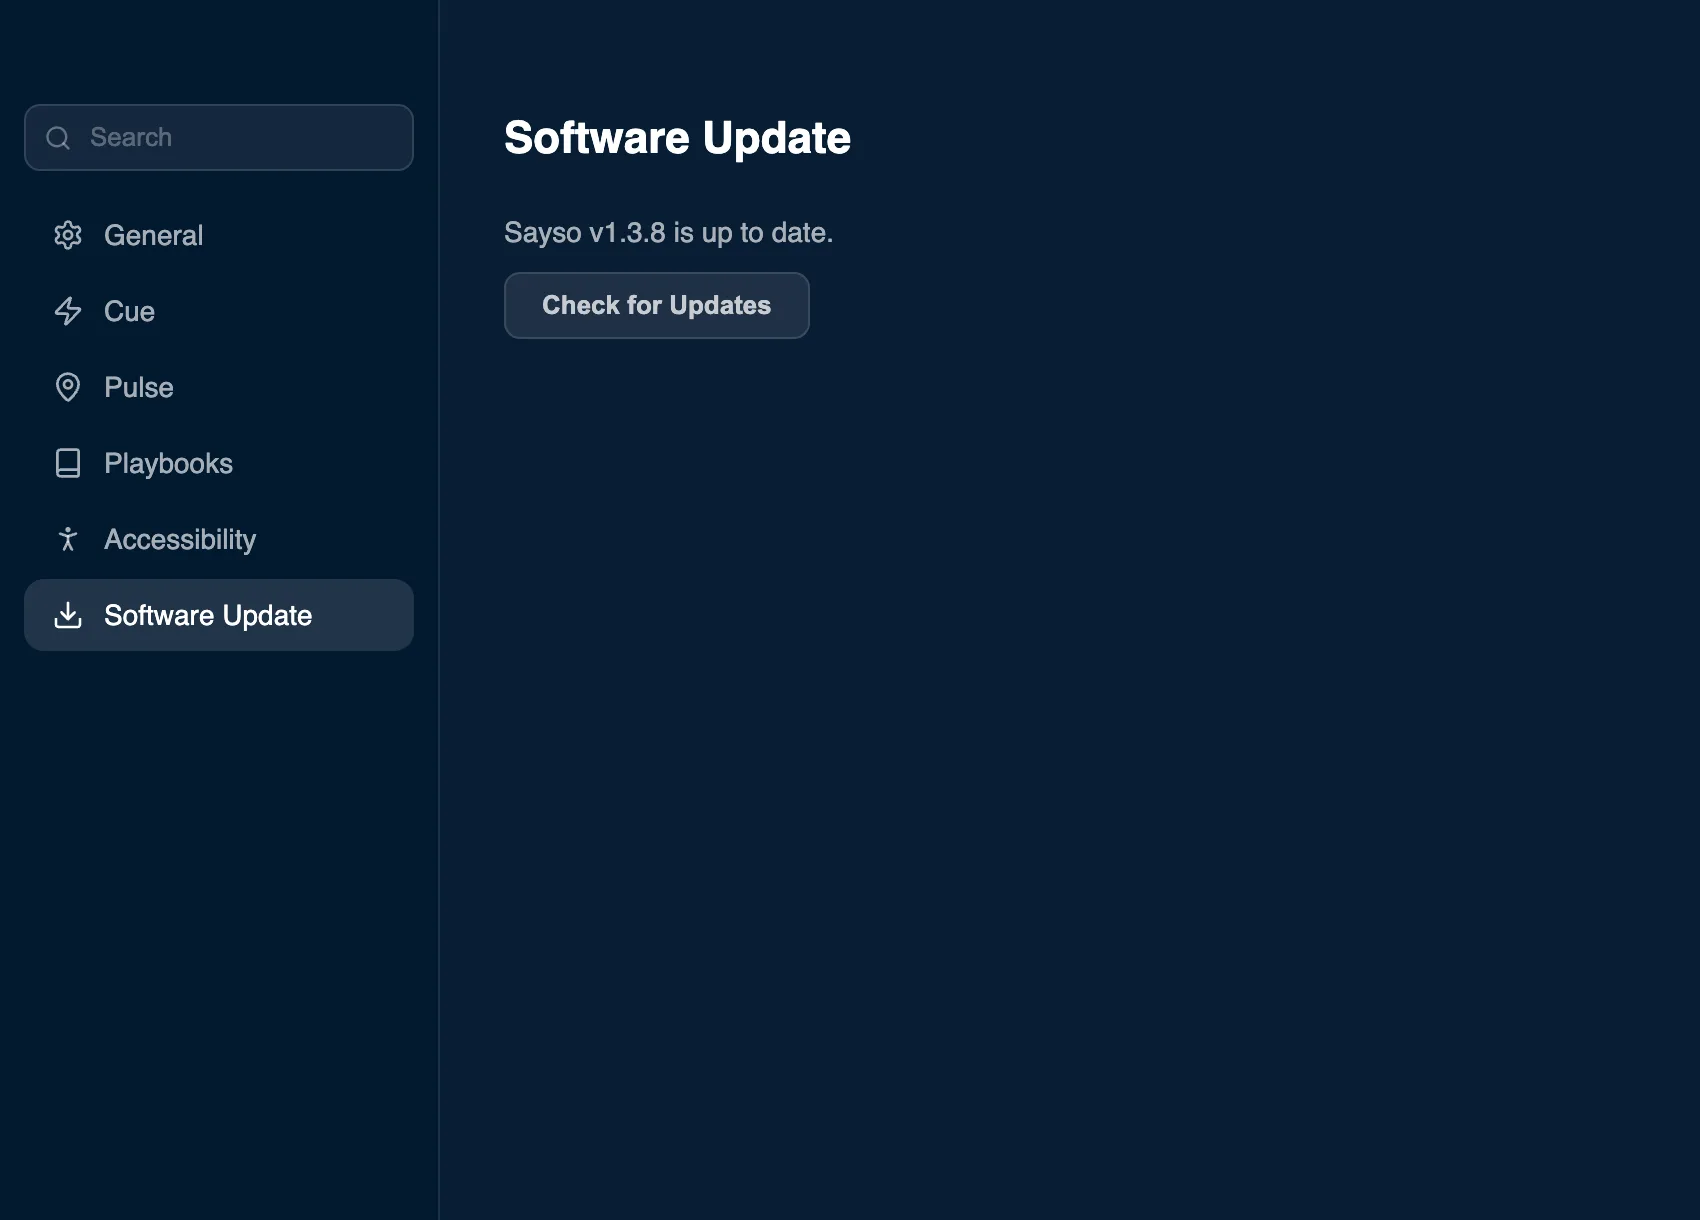 Search
General
Cue
Pulse
Playbooks
Accessibility
Software Update
Software Update
Sayso v1.3.8 is up to date.
Check for Updates